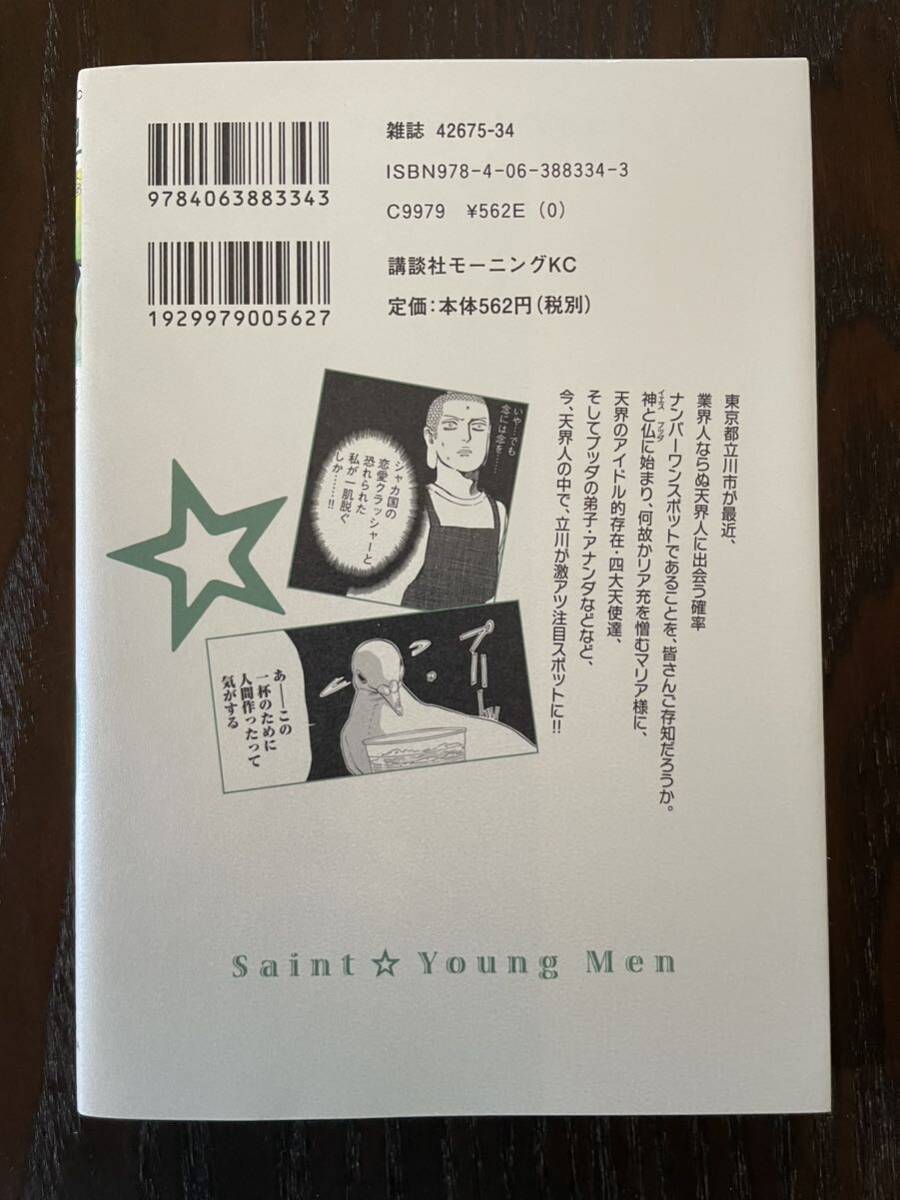 雑誌 42675-34
ISBN978-4-06-388334-3
C9979 ¥562E (0)
9784063883343
1929979005627
講談社モーニングKC
定価:本体562円(税別)
東京都立川市が最近、
業界人ならぬ天界人に出会う確率
ナンバーワンスポットであることを、皆さんご存知だろうか。
イエス ブッダ
神と仏に始まり、何故かリア充を憎むマリア様に、
天界のアイドル的存在・四大天使達、
そしてブッダの弟子・アナンダなどなど、
今、天界人の中で、立川が激アツ注目スポットに!!
いや…でも
念には念を……
シャカ国の
恋愛クラッシャーと
恐れられた
私が一肌脱ぐ
しか……!!
あ——この
一杯のために
人間作ったって
気がする
Saint☆Young Men